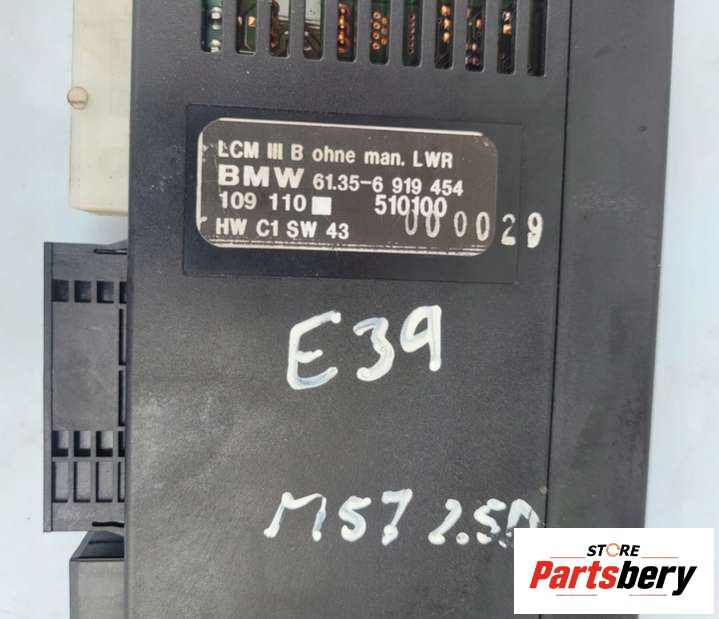 LCM III B ohne man. LWR
BMW 61.35-6 919 454
109 110 510100
HW C1 SW 43 000029
E39
M57 2.5D
STORE
Partsbery